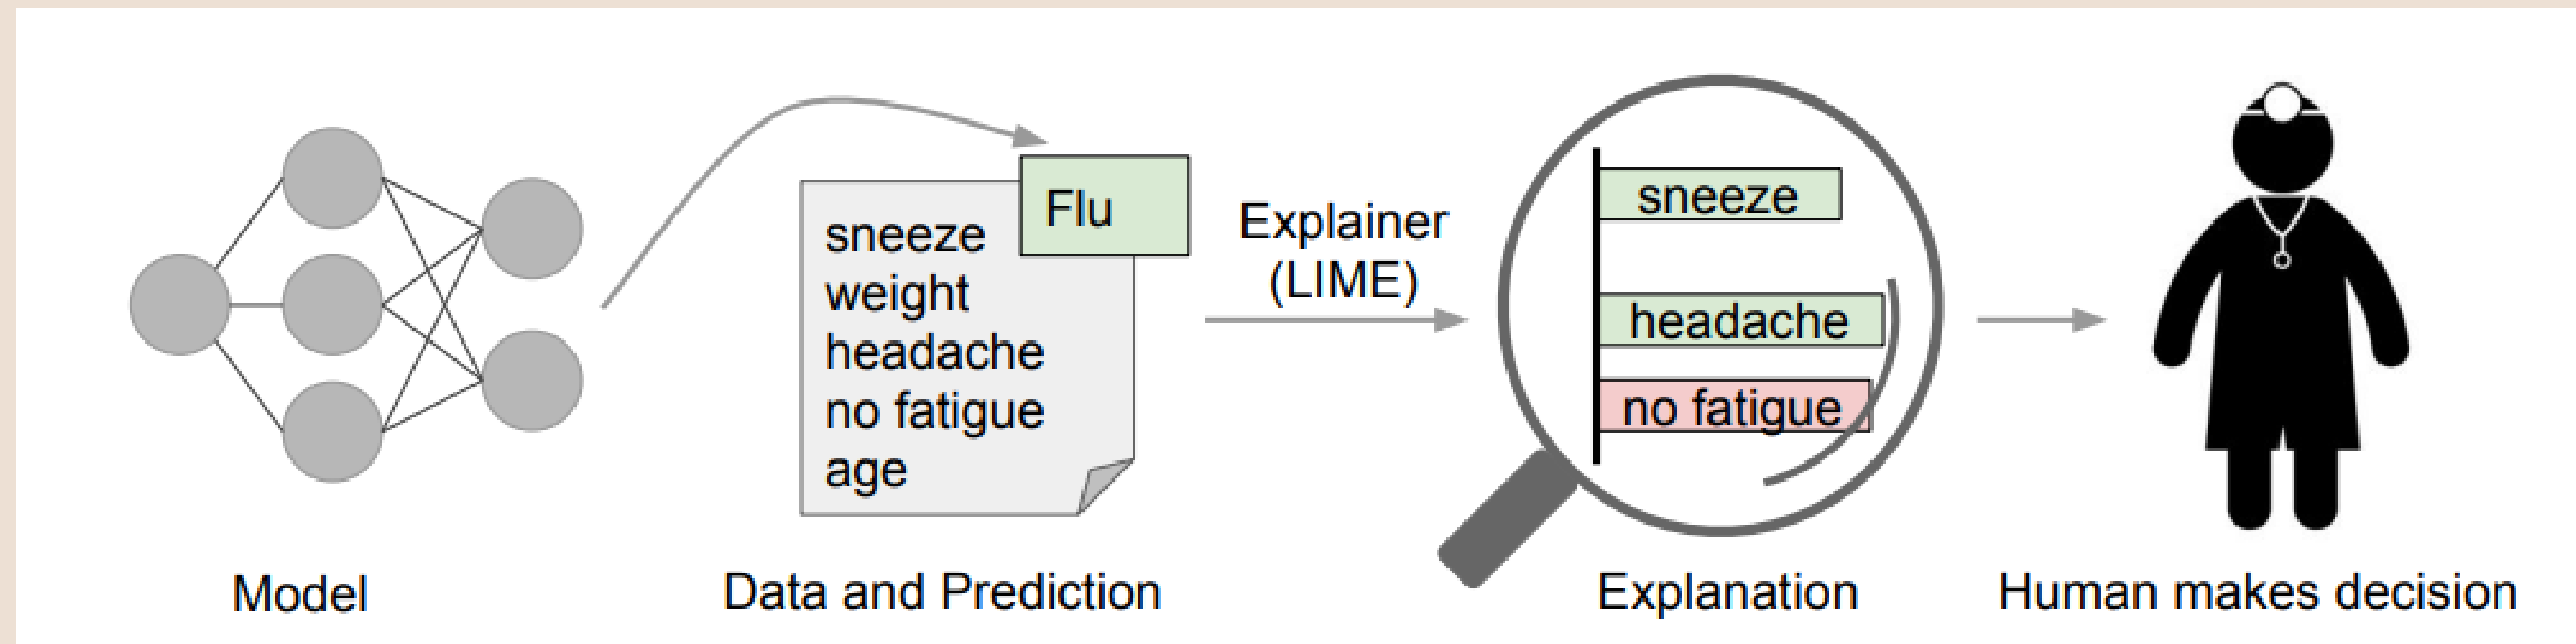 Flu
sneeze
weight
headache
no fatigue
age
Explainer
(LIME)
sneeze
headache
no fatigue
Model
Data and Prediction
Explanation
Human makes decision